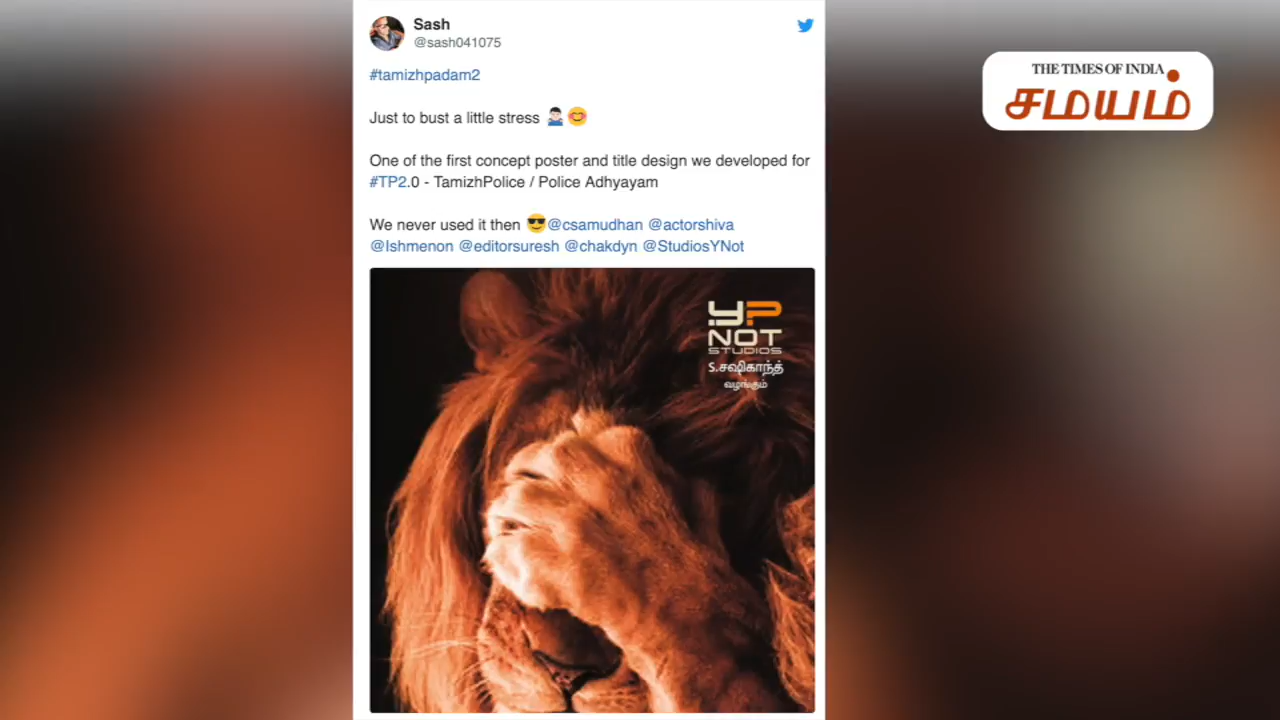 Sash
@sash041075
#tamizhpadam2
Just to bust a little stress 🤷🏻‍♂️😊
One of the first concept poster and title design we developed for
#TP2.0 - TamizhPolice / Police Adhyayam
We never used it then 😎@csamudhan @actorshiva
@Ishmenon @editorsuresh @chakdyn @StudiosYNot
THE TIMES OF INDIA
சமயம்
Y?
NOT
STUDIOS
S.சஷிகாந்த்
வழங்கும்